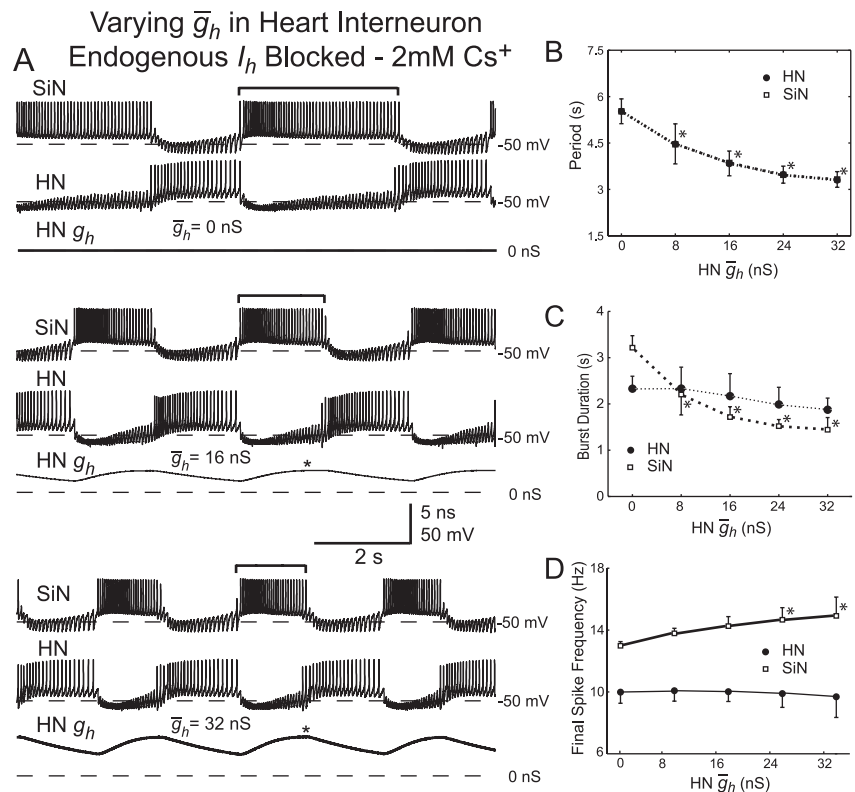 Varying g̅h in Heart Interneuron
Endogenous Ih Blocked - 2mM Cs+
A
SiN
-50 mV
HN
-50 mV
HN gh
g̅h= 0 nS
0 nS
SiN
-50 mV
HN
-50 mV
HN gh
g̅h= 16 nS
*
0 nS
5 ns
50 mV
2 s
SiN
-50 mV
HN
-50 mV
HN gh
g̅h= 32 nS
*
0 nS
B
7.5
6
4.5
3
1.5
Period (s)
HN
SiN
* * * *
0 8 16 24 32
HN g̅h (nS)
C
4
3
2
1
0
Burst Duration (s)
* * * *
HN
SiN
0 8 16 24 32
HN g̅h (nS)
D
18
14
10
6
Final Spike Frequency (Hz)
* *
HN
SiN
0 8 16 24 32
HN g̅h (nS)